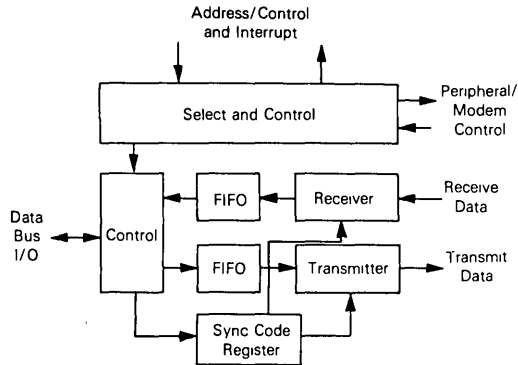 Address/Control
and Interrupt
Select and Control
Peripheral/
Modem
Control
FIFO
Receiver
Receive
Data
Data
Bus
I/O
Control
FIFO
Transmitter
Transmit
Data
Sync Code
Register